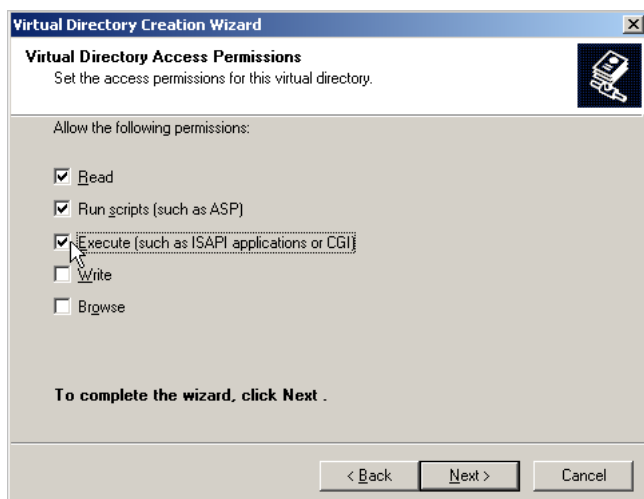 Virtual Directory Creation Wizard
Virtual Directory Access Permissions
Set the access permissions for this virtual directory.
Allow the following permissions:
Read
Run scripts (such as ASP)
Execute (such as ISAPI applications or CGI)
Write
Browse
To complete the wizard, click Next .
< Back
Next >
Cancel